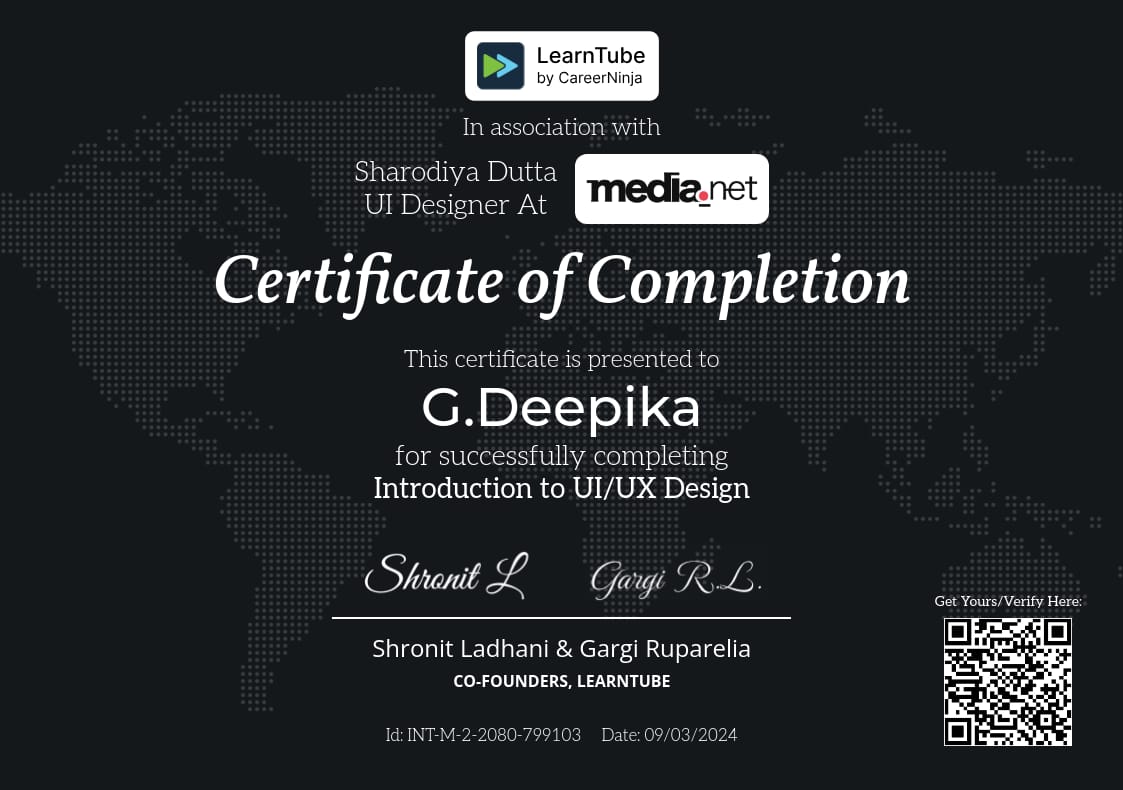 LearnTube
by CareerNinja
In association with
Sharodiya Dutta
UI Designer At
media.net
Certificate of Completion
This certificate is presented to
G.Deepika
for successfully completing
Introduction to UI/UX Design
Shronit L
Gargi R.L.
Shronit Ladhani & Gargi Ruparelia
CO-FOUNDERS, LEARNTUBE
Get Yours/Verify Here:
Id: INT-M-2-2080-799103 Date: 09/03/2024